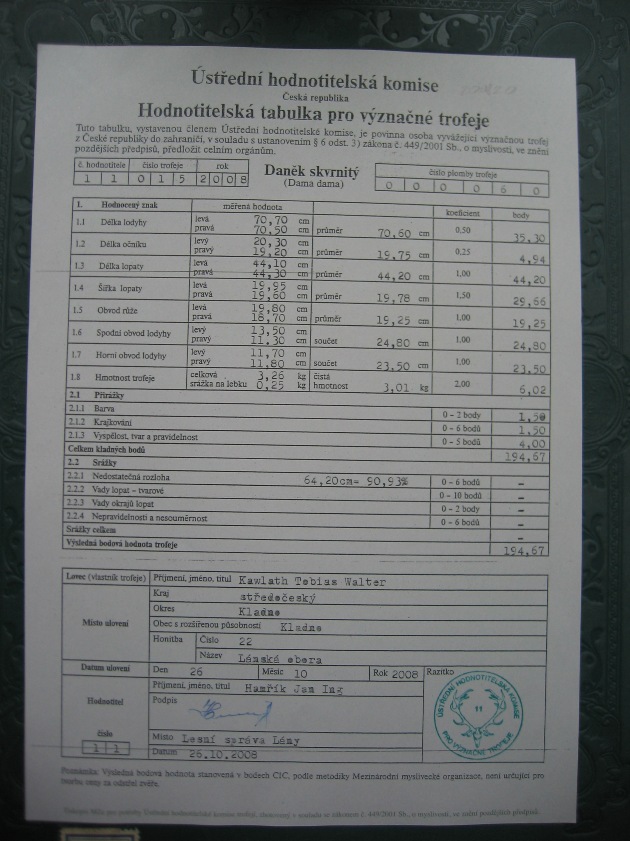 Ústřední hodnotitelská komise
Česká republika
Hodnotitelská tabulka pro význačné trofeje
Tuto tabulku, vystavenou členem Ústřední hodnotitelské komise, je povinna osoba vyvážející význačnou trofej
z České republiky do zahraničí, v souladu s ustanovením § 6 odst. 3) zákona č. 449/2001 Sb., o myslivosti, ve znění
pozdějších předpisů, předložit celním orgánům.
č. hodnotitele číslo trofeje rok
1 1 0 1 5 2 0 0 8
Daněk skvrnitý
(Dama dama)
číslo plomby trofeje
0 0 0 0 6 0
1. Hodnocený znak měřená hodnota koeficient body
1.1 Délka lodyhy levá 70,70 cm
pravá 70,50 cm průměr 70,60 cm 0,50 35,30
1.2 Délka očníku levý 20,30 cm
pravý 19,20 cm průměr 19,75 cm 0,25 4,94
1.3 Délka lopaty levá 44,10 cm
pravá 44,30 cm průměr 44,20 cm 1,00 44,20
1.4 Šířka lopaty levá 19,95 cm
pravá 19,60 cm průměr 19,78 cm 1,50 29,66
1.5 Obvod růže levá 19,80 cm
pravá 18,70 cm průměr 19,25 cm 1,00 19,25
1.6 Spodní obvod lodyhy levý 13,50 cm
pravý 11,30 cm součet 24,80 cm 1,00 24,80
1.7 Horní obvod lodyhy levý 11,70 cm
pravý 11,80 cm součet 23,50 cm 1,00 23,50
1.8 Hmotnost trofeje celková 3,26 kg čistá
srážka na lebku 0,25 kg hmotnost 3,01 kg 2,00 6,02
2.1 Přirážky
2.1.1 Barva 0 – 2 body 1,50
2.1.2 Krajkování 0 – 6 bodů 1,50
2.1.3 Vyspělost, tvar a pravidelnost 0 – 5 bodů 4,00
Celkem kladných bodů 194,67
2.2 Srážky
2.2.1 Nedostatečná rozloha 64,20cm= 90,93% 0 – 6 bodů –
2.2.2 Vady lopat – tvarové 0 – 10 bodů –
2.2.3 Vady okrajů lopat 0 – 2 body –
2.2.4 Nepravidelnosti a nesouměrnost 0 – 6 bodů –
Srážky celkem –
Výsledná bodová hodnota trofeje 194,67
Lovec (vlastník trofeje) Příjmení, jméno, titul Kawlath Tobias Walter
Místo ulovení
Kraj středočeský
Okres Kladno
Obec s rozšířenou působností Kladno
Honitba Číslo 22
Název Lánská obora
Datum ulovení Den 26 Měsíc 10 Rok 2008 Razítko
Hodnotitel
Příjmení, jméno, titul Hamřík Jan Ing
Podpis
číslo
1 1
Místo Lesní správa Lány
Datum 26.10.2008
ÚSTŘEDNÍ HODNOTITELSKÁ KOMISE
11
PRO VÝZNAČNÉ TROFEJE
Poznámka: Výsledná bodová hodnota stanovená v bodech CIC, podle metodiky Mezinárodní myslivecké organizace, není určující pro
tvorbu ceny za odstřel zvěře.